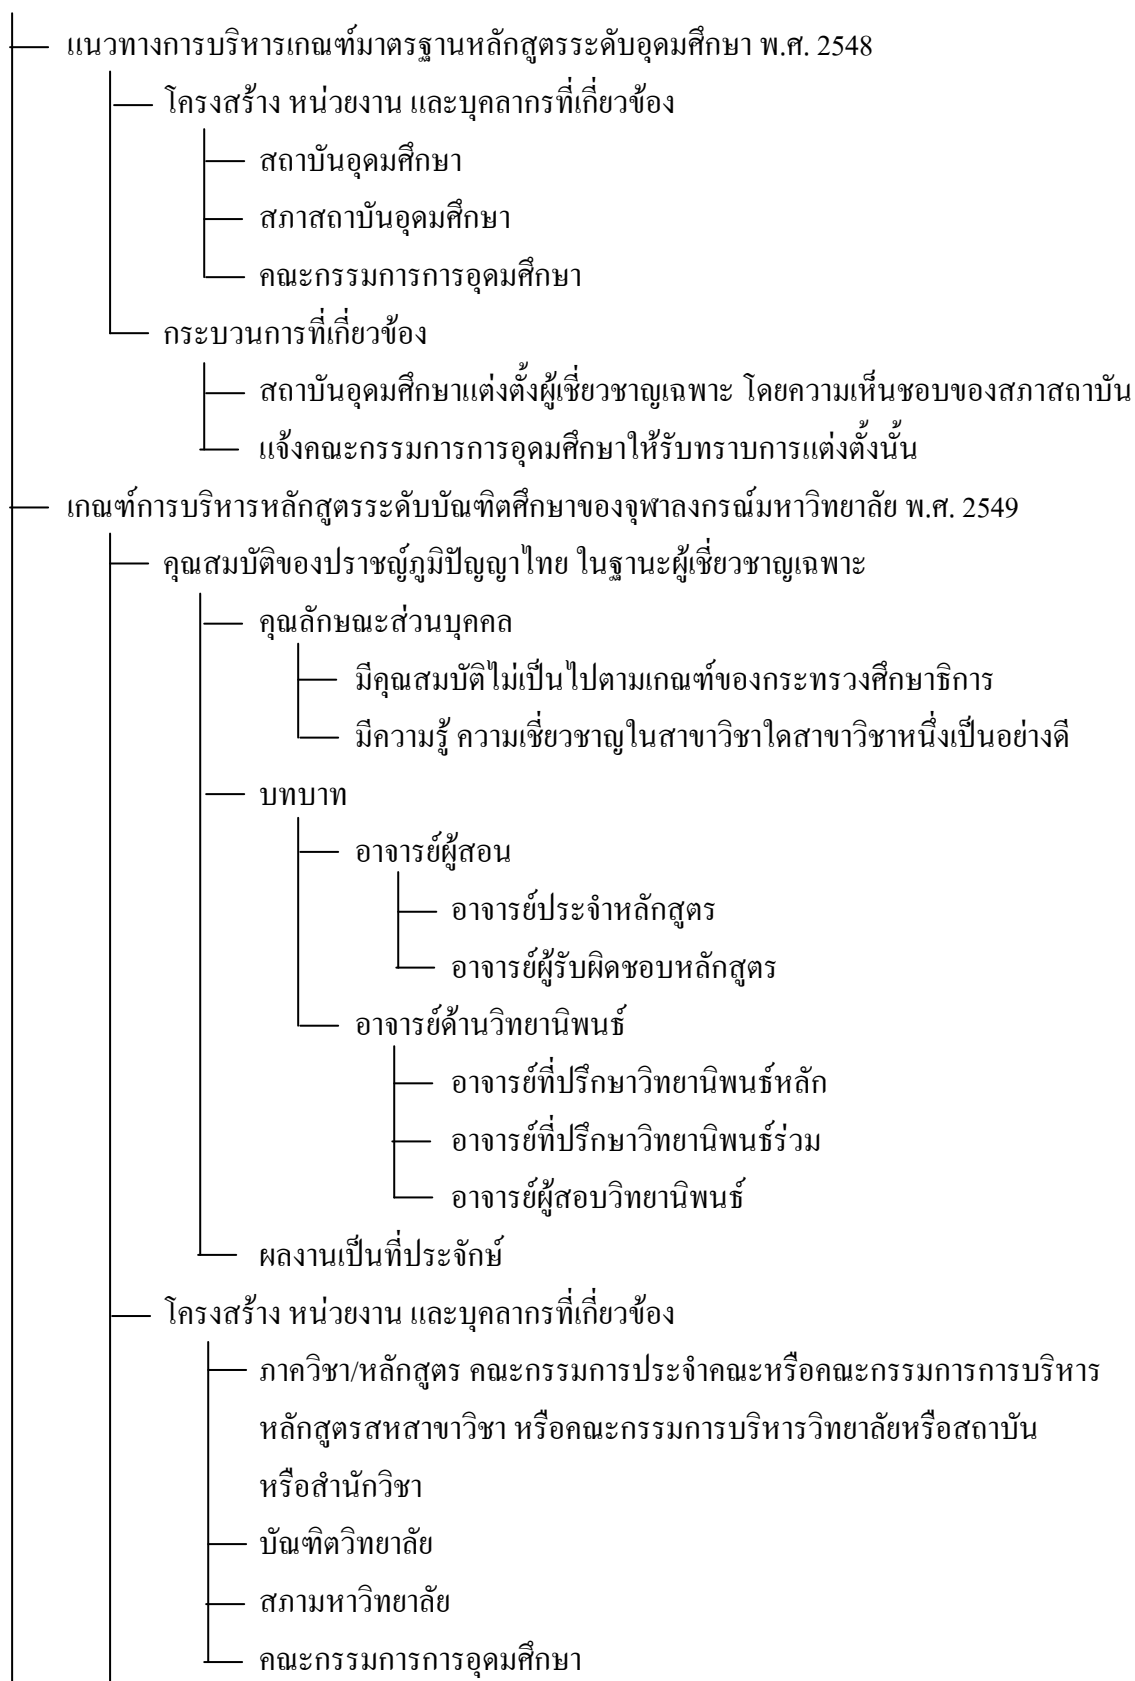 แนวทางการบริหารเกณฑ์มาตรฐานหลักสูตรระดับอุดมศึกษา พ.ศ. 2548
โครงสร้าง หน่วยงาน และบุคลากรที่เกี่ยวข้อง
สถาบันอุดมศึกษา
สภาสถาบันอุดมศึกษา
คณะกรรมการการอุดมศึกษา
กระบวนการที่เกี่ยวข้อง
สถาบันอุดมศึกษาแต่งตั้งผู้เชี่ยวชาญเฉพาะ โดยความเห็นชอบของสภาสถาบัน
แจ้งคณะกรรมการการอุดมศึกษาให้รับทราบการแต่งตั้งนั้น
เกณฑ์การบริหารหลักสูตรระดับบัณฑิตศึกษาของจุฬาลงกรณ์มหาวิทยาลัย พ.ศ. 2549
คุณสมบัติของปราชญ์ภูมิปัญญาไทย ในฐานะผู้เชี่ยวชาญเฉพาะ
คุณลักษณะส่วนบุคคล
มีคุณสมบัติไม่เป็นไปตามเกณฑ์ของกระทรวงศึกษาธิการ
มีความรู้ ความเชี่ยวชาญในสาขาวิชาใดสาขาวิชาหนึ่งเป็นอย่างดี
บทบาท
อาจารย์ผู้สอน
อาจารย์ประจำหลักสูตร
อาจารย์ผู้รับผิดชอบหลักสูตร
อาจารย์ด้านวิทยานิพนธ์
อาจารย์ที่ปรึกษาวิทยานิพนธ์หลัก
อาจารย์ที่ปรึกษาวิทยานิพนธ์ร่วม
อาจารย์ผู้สอบวิทยานิพนธ์
ผลงานเป็นที่ประจักษ์
โครงสร้าง หน่วยงาน และบุคลากรที่เกี่ยวข้อง
ภาควิชา/หลักสูตร คณะกรรมการประจำคณะหรือคณะกรรมการการบริหาร
หลักสูตรสหสาขาวิชา หรือคณะกรรมการบริหารวิทยาลัยหรือสถาบัน
หรือสำนักวิชา
บัณฑิตวิทยาลัย
สภามหาวิทยาลัย
คณะกรรมการการอุดมศึกษา